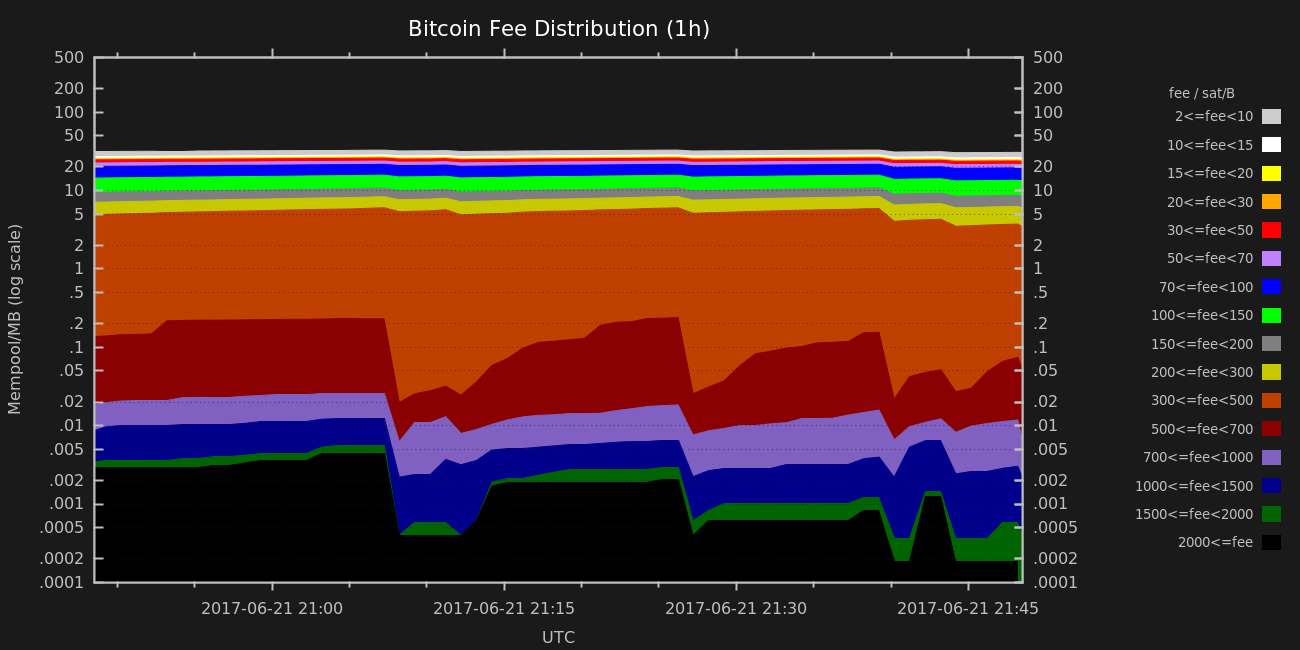 Bitcoin Fee Distribution (1h)
Mempool/MB (log scale)
500
200
100
50
20
10
5
2
1
.5
.2
.1
.05
.02
.01
.005
.002
.001
.0005
.0002
.0001
500
200
100
50
20
10
5
2
1
.5
.2
.1
.05
.02
.01
.005
.002
.001
.0005
.0002
.0001
2017-06-21 21:00
2017-06-21 21:15
2017-06-21 21:30
2017-06-21 21:45
UTC
fee / sat/B
2<=fee<10
10<=fee<15
15<=fee<20
20<=fee<30
30<=fee<50
50<=fee<70
70<=fee<100
100<=fee<150
150<=fee<200
200<=fee<300
300<=fee<500
500<=fee<700
700<=fee<1000
1000<=fee<1500
1500<=fee<2000
2000<=fee